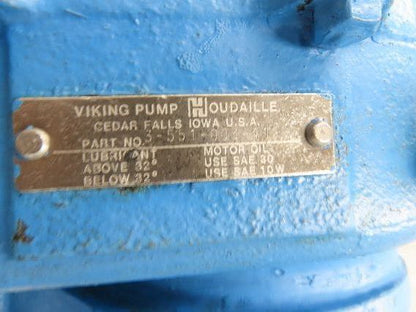 VIKING PUMP HOUDAILLE
CEDAR FALLS IOWA U.S.A.
PART NO.
LUBRICANT MOTOR OIL
ABOVE 32° USE SAE 30
BELOW 32° USE SAE 10W